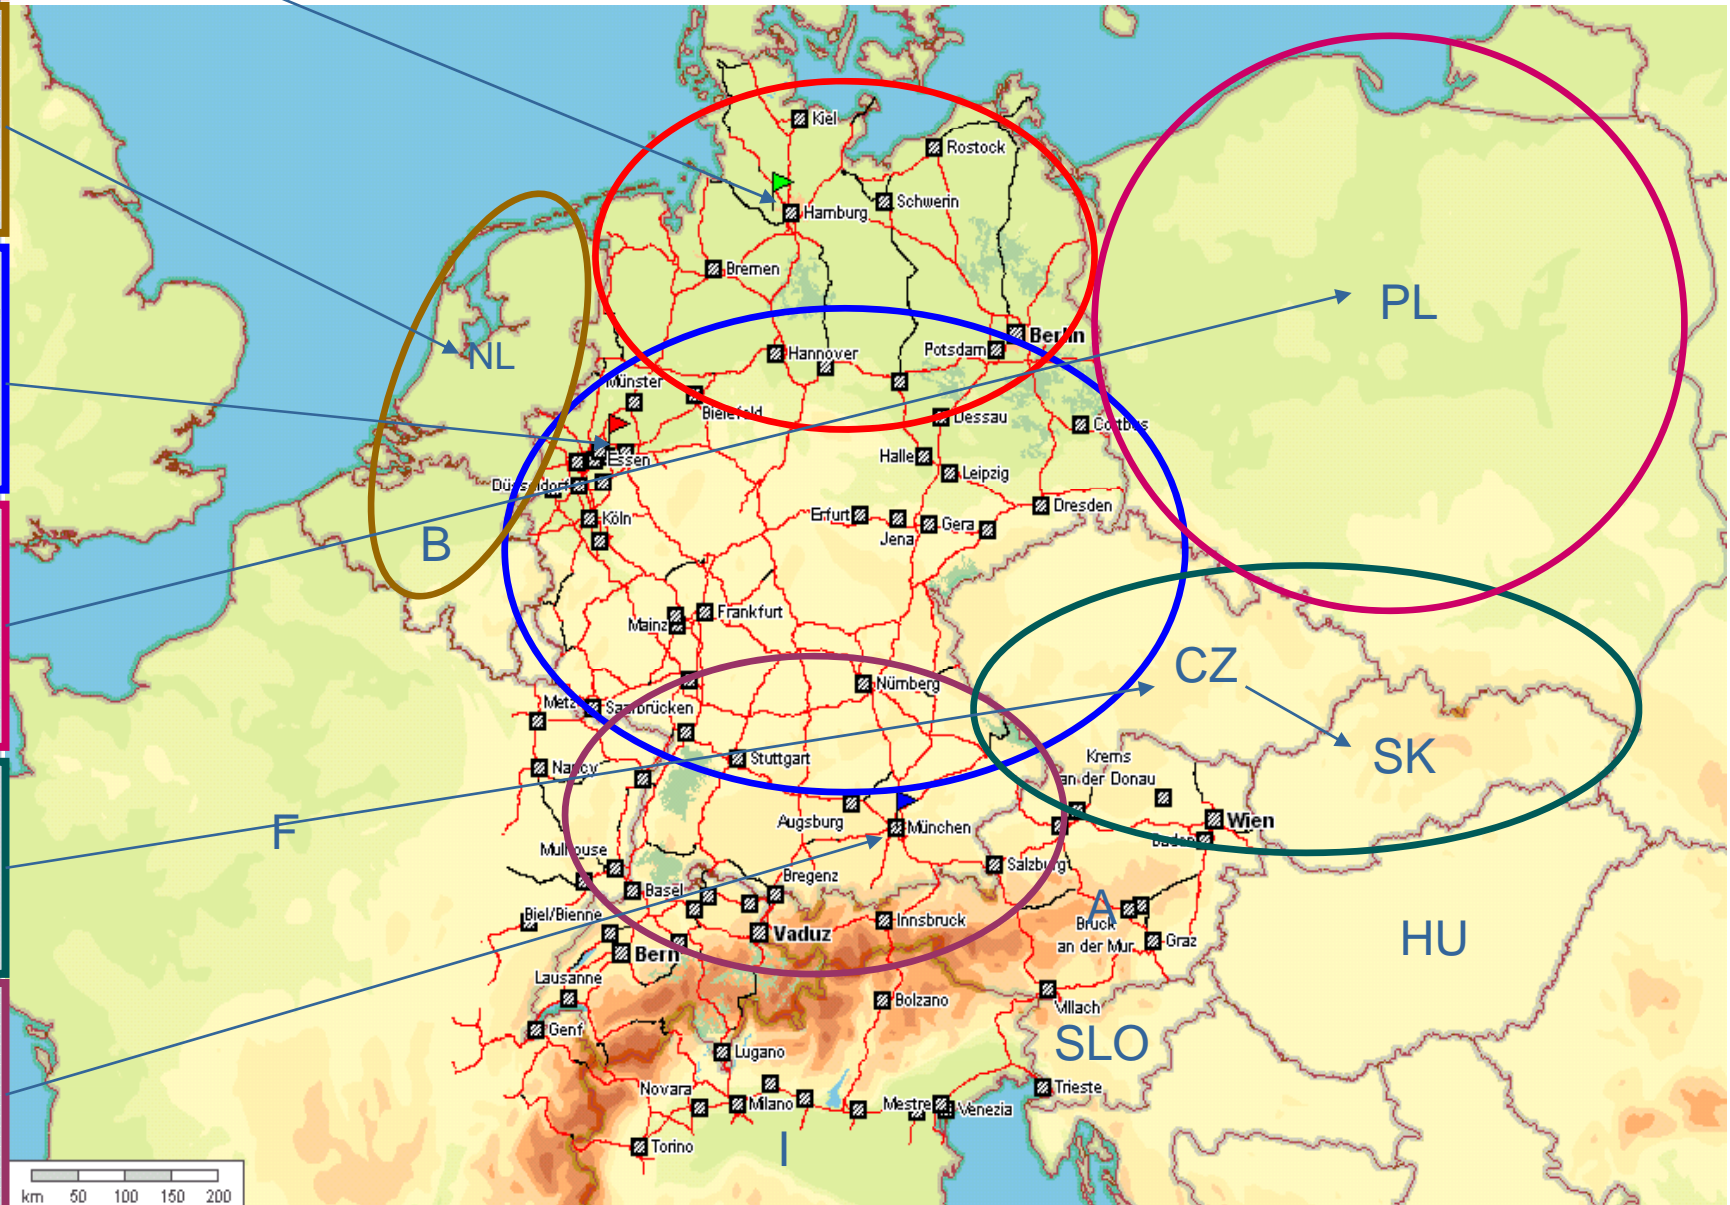 Kiel
Rostock
Schwerin
Hamburg
Bremen
PL
Berlin
Potsdam
Hannover
NL
Münster
Bielefeld
Dessau
Cottbus
Essen
Halle
Leipzig
Düsseldorf
Dresden
Köln
Erfurt
Gera
Jena
B
Frankfurt
Mainz
CZ
Nürnberg
Metz
Saarbrücken
SK
Stuttgart
Krems
an der Donau
Nancy
Wien
Augsburg
München
F
Baden
Mulhouse
Salzburg
Bregenz
Basel
A
Biel/Bienne
Innsbruck
Bruck
an der Mur
Vaduz
HU
Graz
Bern
Lausanne
Bolzano
Villach
Genf
SLO
Lugano
Novara
Trieste
Milano
Mestre
Venezia
Torino
I
km 50 100 150 200